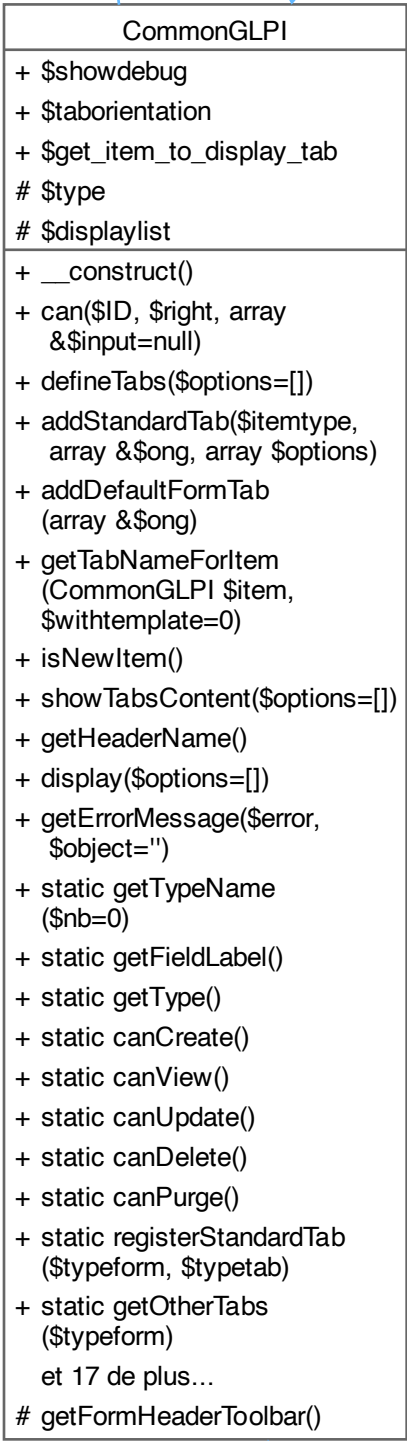 CommonGLPI
+ $showdebug
+ $taborientation
+ $get_item_to_display_tab
# $type
# $displaylist
+ __construct()
+ can($ID, $right, array
&$input=null)
+ defineTabs($options=[])
+ addStandardTab($itemtype,
array &$ong, array $options)
+ addDefaultFormTab
(array &$ong)
+ getTabNameForItem
(CommonGLPI $item,
$withtemplate=0)
+ isNewItem()
+ showTabsContent($options=[])
+ getHeaderName()
+ display($options=[])
+ getErrorMessage($error,
$object='')
+ static getTypeName
($nb=0)
+ static getFieldLabel()
+ static getType()
+ static canCreate()
+ static canView()
+ static canUpdate()
+ static canDelete()
+ static canPurge()
+ static registerStandardTab
($typeform, $typetab)
+ static getOtherTabs
($typeform)
et 17 de plus...
# getFormHeaderToolbar()